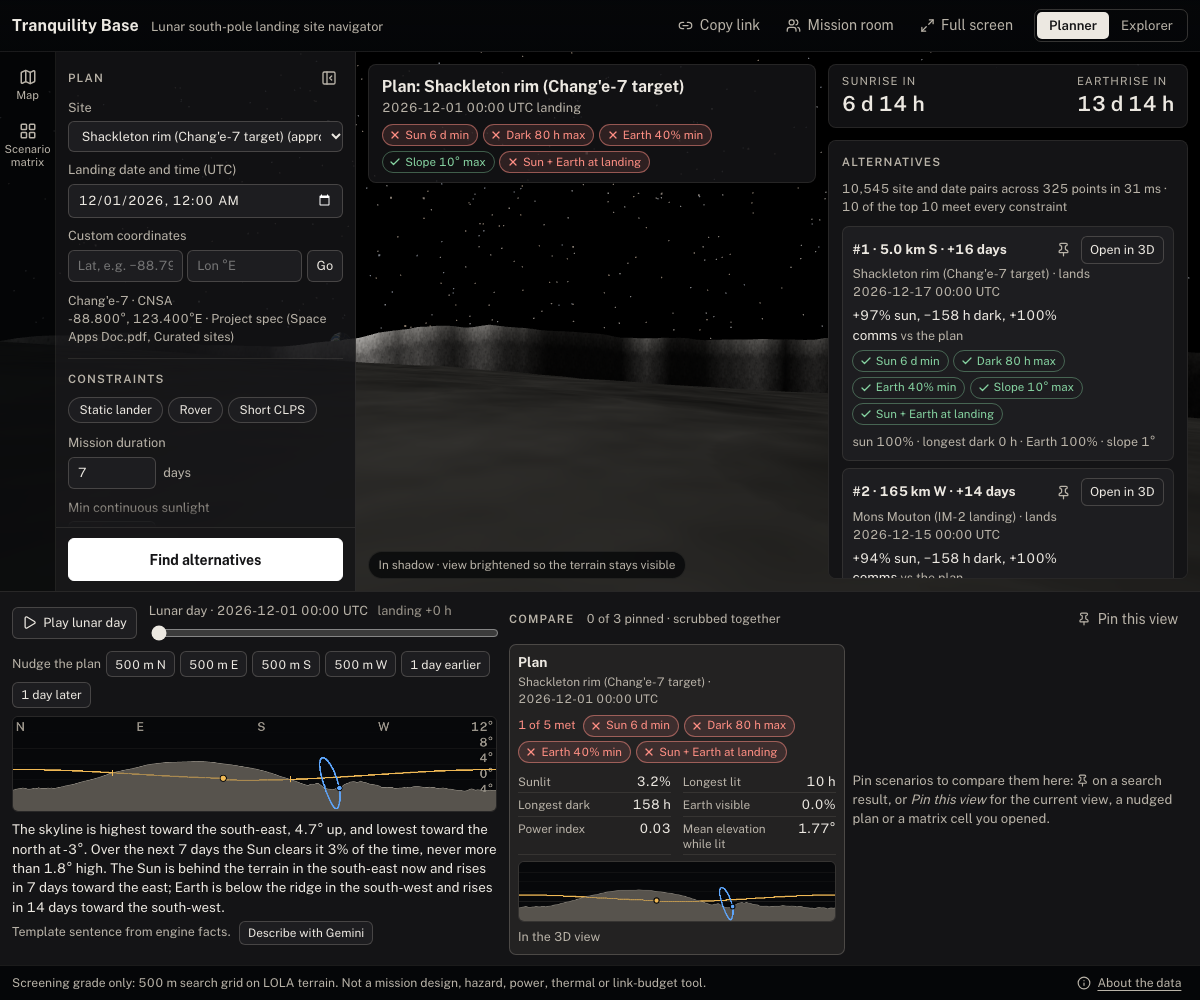 Tranquility Base Lunar south-pole landing site navigator
Copy link Mission room Full screen Planner Explorer
Map
Scenario matrix
PLAN
Site
Shackleton rim (Chang'e-7 target) (appro
Landing date and time (UTC)
12/01/2026, 12:00 AM
Custom coordinates
Lat, e.g. −88.79 Lon °E Go
Chang'e-7 · CNSA
-88.800°, 123.400°E · Project spec (Space
Apps Doc.pdf, Curated sites)
CONSTRAINTS
Static lander Rover Short CLPS
Mission duration
7 days
Min continuous sunlight
Find alternatives
Plan: Shackleton rim (Chang'e-7 target)
2026-12-01 00:00 UTC landing
Sun 6 d min Dark 80 h max Earth 40% min
Slope 10° max Sun + Earth at landing
In shadow · view brightened so the terrain stays visible
SUNRISE IN EARTHRISE IN
6 d 14 h 13 d 14 h
ALTERNATIVES
10,545 site and date pairs across 325 points in 31 ms ·
10 of the top 10 meet every constraint
#1 · 5.0 km S · +16 days Open in 3D
Shackleton rim (Chang'e-7 target) · lands
2026-12-17 00:00 UTC
+97% sun, −158 h dark, +100%
comms vs the plan
Sun 6 d min Dark 80 h max
Earth 40% min Slope 10° max
Sun + Earth at landing
sun 100% · longest dark 0 h · Earth 100% · slope 1°
#2 · 165 km W · +14 days Open in 3D
Mons Mouton (IM-2 landing) · lands
2026-12-15 00:00 UTC
+94% sun, −158 h dark, +100%
comms vs the plan
Play lunar day Lunar day · 2026-12-01 00:00 UTC landing +0 h
Nudge the plan 500 m N 500 m E 500 m S 500 m W 1 day earlier
1 day later
N E S W 12°
8°
4°
0°
4°
The skyline is highest toward the south-east, 4.7° up, and lowest toward the
north at -3°. Over the next 7 days the Sun clears it 3% of the time, never more
than 1.8° high. The Sun is behind the terrain in the south-east now and rises
in 7 days toward the east; Earth is below the ridge in the south-west and rises
in 14 days toward the south-west.
Template sentence from engine facts. Describe with Gemini
COMPARE 0 of 3 pinned · scrubbed together Pin this view
Plan
Shackleton rim (Chang'e-7 target) ·
2026-12-01 00:00 UTC
1 of 5 met Sun 6 d min Dark 80 h max
Earth 40% min Sun + Earth at landing
Sunlit 3.2% Longest lit 10 h
Longest dark 158 h Earth visible 0.0%
Power index 0.03 Mean elevation while lit 1.77°
In the 3D view
Pin scenarios to compare them here: on a search
result, or Pin this view for the current view, a nudged
plan or a matrix cell you opened.
Screening grade only: 500 m search grid on LOLA terrain. Not a mission design, hazard, power, thermal or link-budget tool. About the data